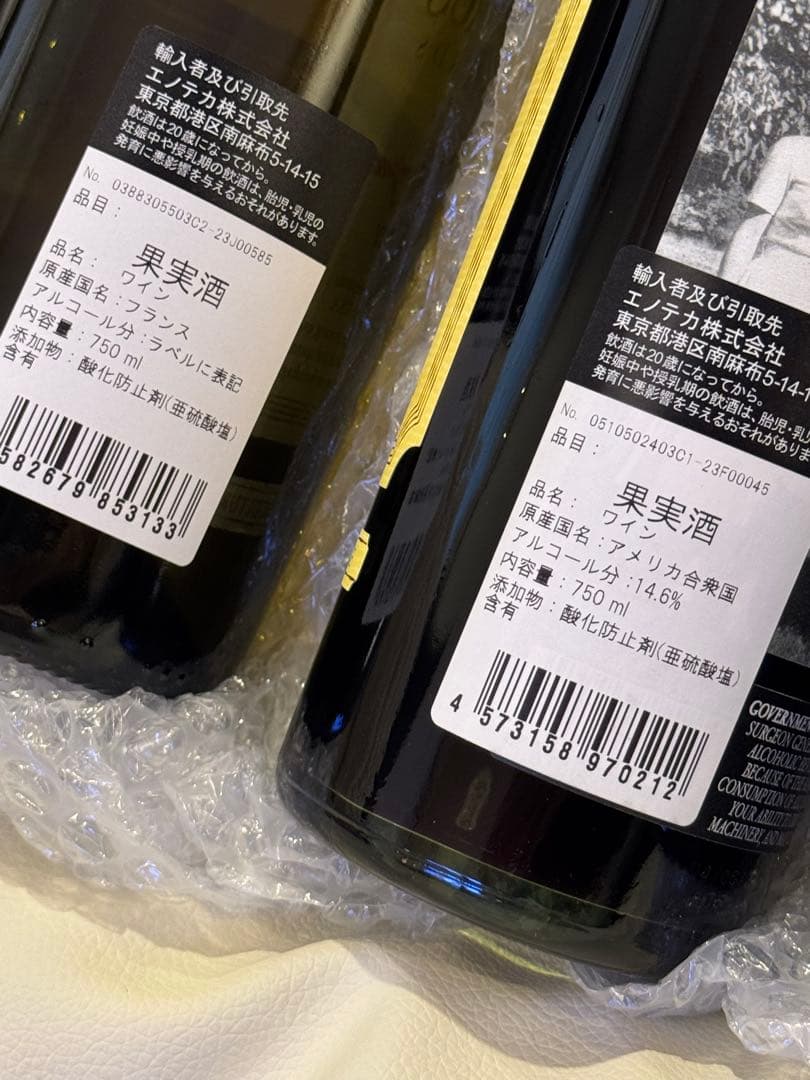 輸入者及び引取先
エノテカ株式会社
東京都港区南麻布5-14-15
飲酒は20歳になってから。
妊娠中や授乳期の飲酒は、胎児・乳児の
発育に悪影響を与えるおそれがあります。
No. 0388305503C2-23J00585
品目: 果実酒
品名: ワイン
原産国名:フランス
アルコール分:ラベルに表記
内容量:750 ml
添加物:酸化防止剤(亜硫酸塩)
含有
582679 853133
輸入者及び引取先
エノテカ株式会社
東京都港区南麻布5-14-
飲酒は20歳になってから。
妊娠中や授乳期の飲酒は、胎児・乳
発育に悪影響を与えるおそれがありま
No. 0510502403C1-23F00045
品目: 果実酒
品名: ワイン
原産国名:アメリカ合衆国
アルコール分:14.6%
内容量:750 ml
添加物:酸化防止剤(亜硫酸塩)
含有
4 573158 970212
GOVERN
SURGEON GE
ALCOHOLI
BECAUSE OF T
CONSUMPTION OF
YOUR ABILI
MACHINERY, AND